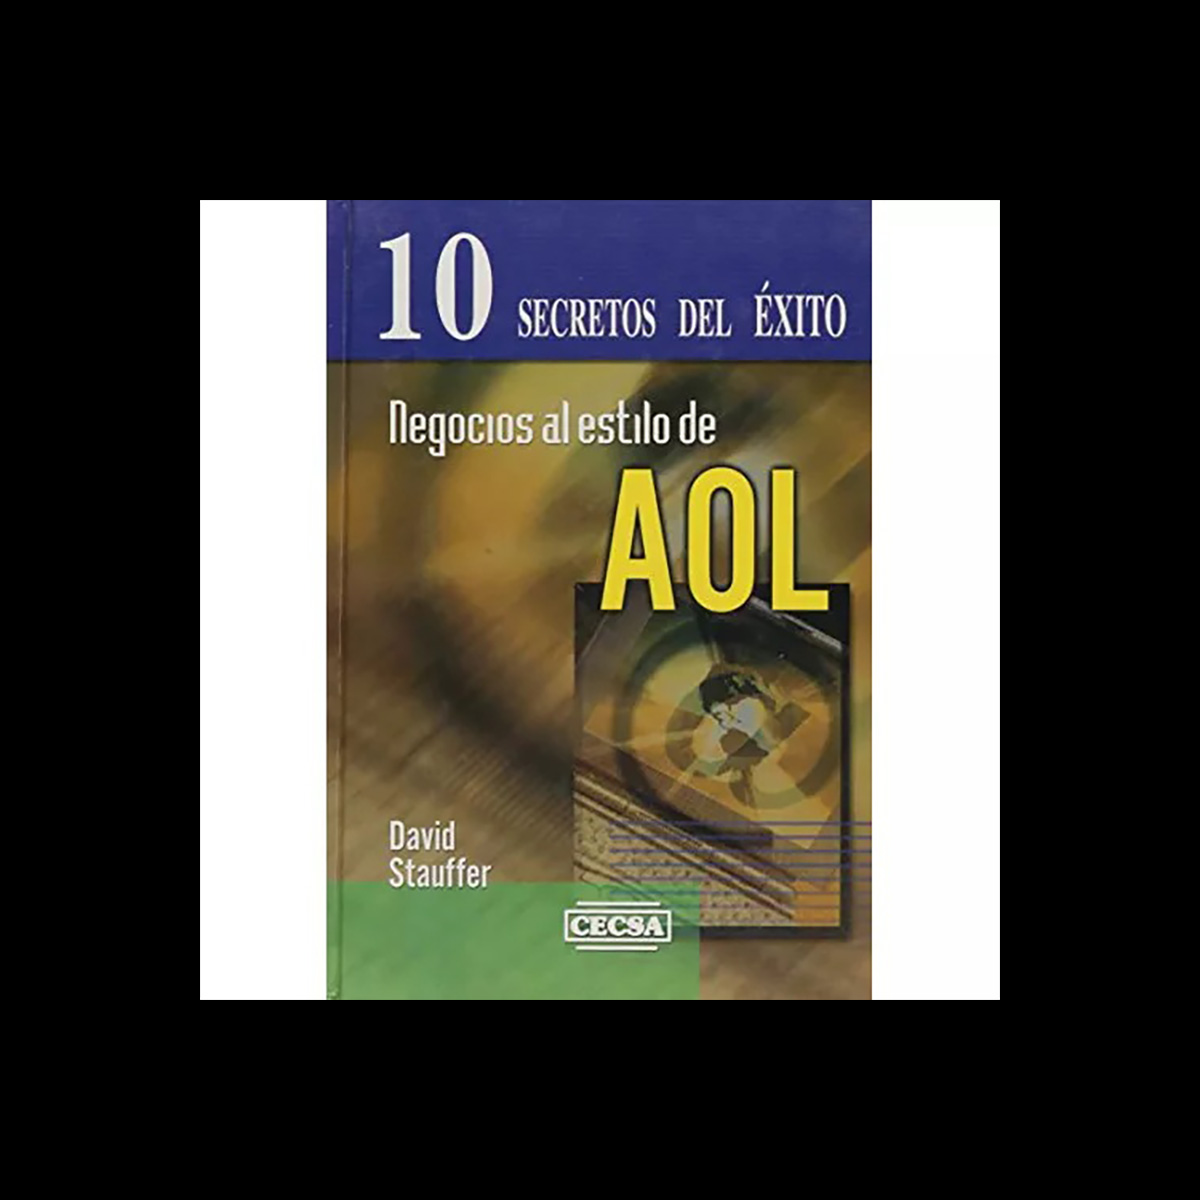 10 SECRETOS DEL ÉXITO
Negocios al estilo de
AOL
David
Stauffer
CECSA